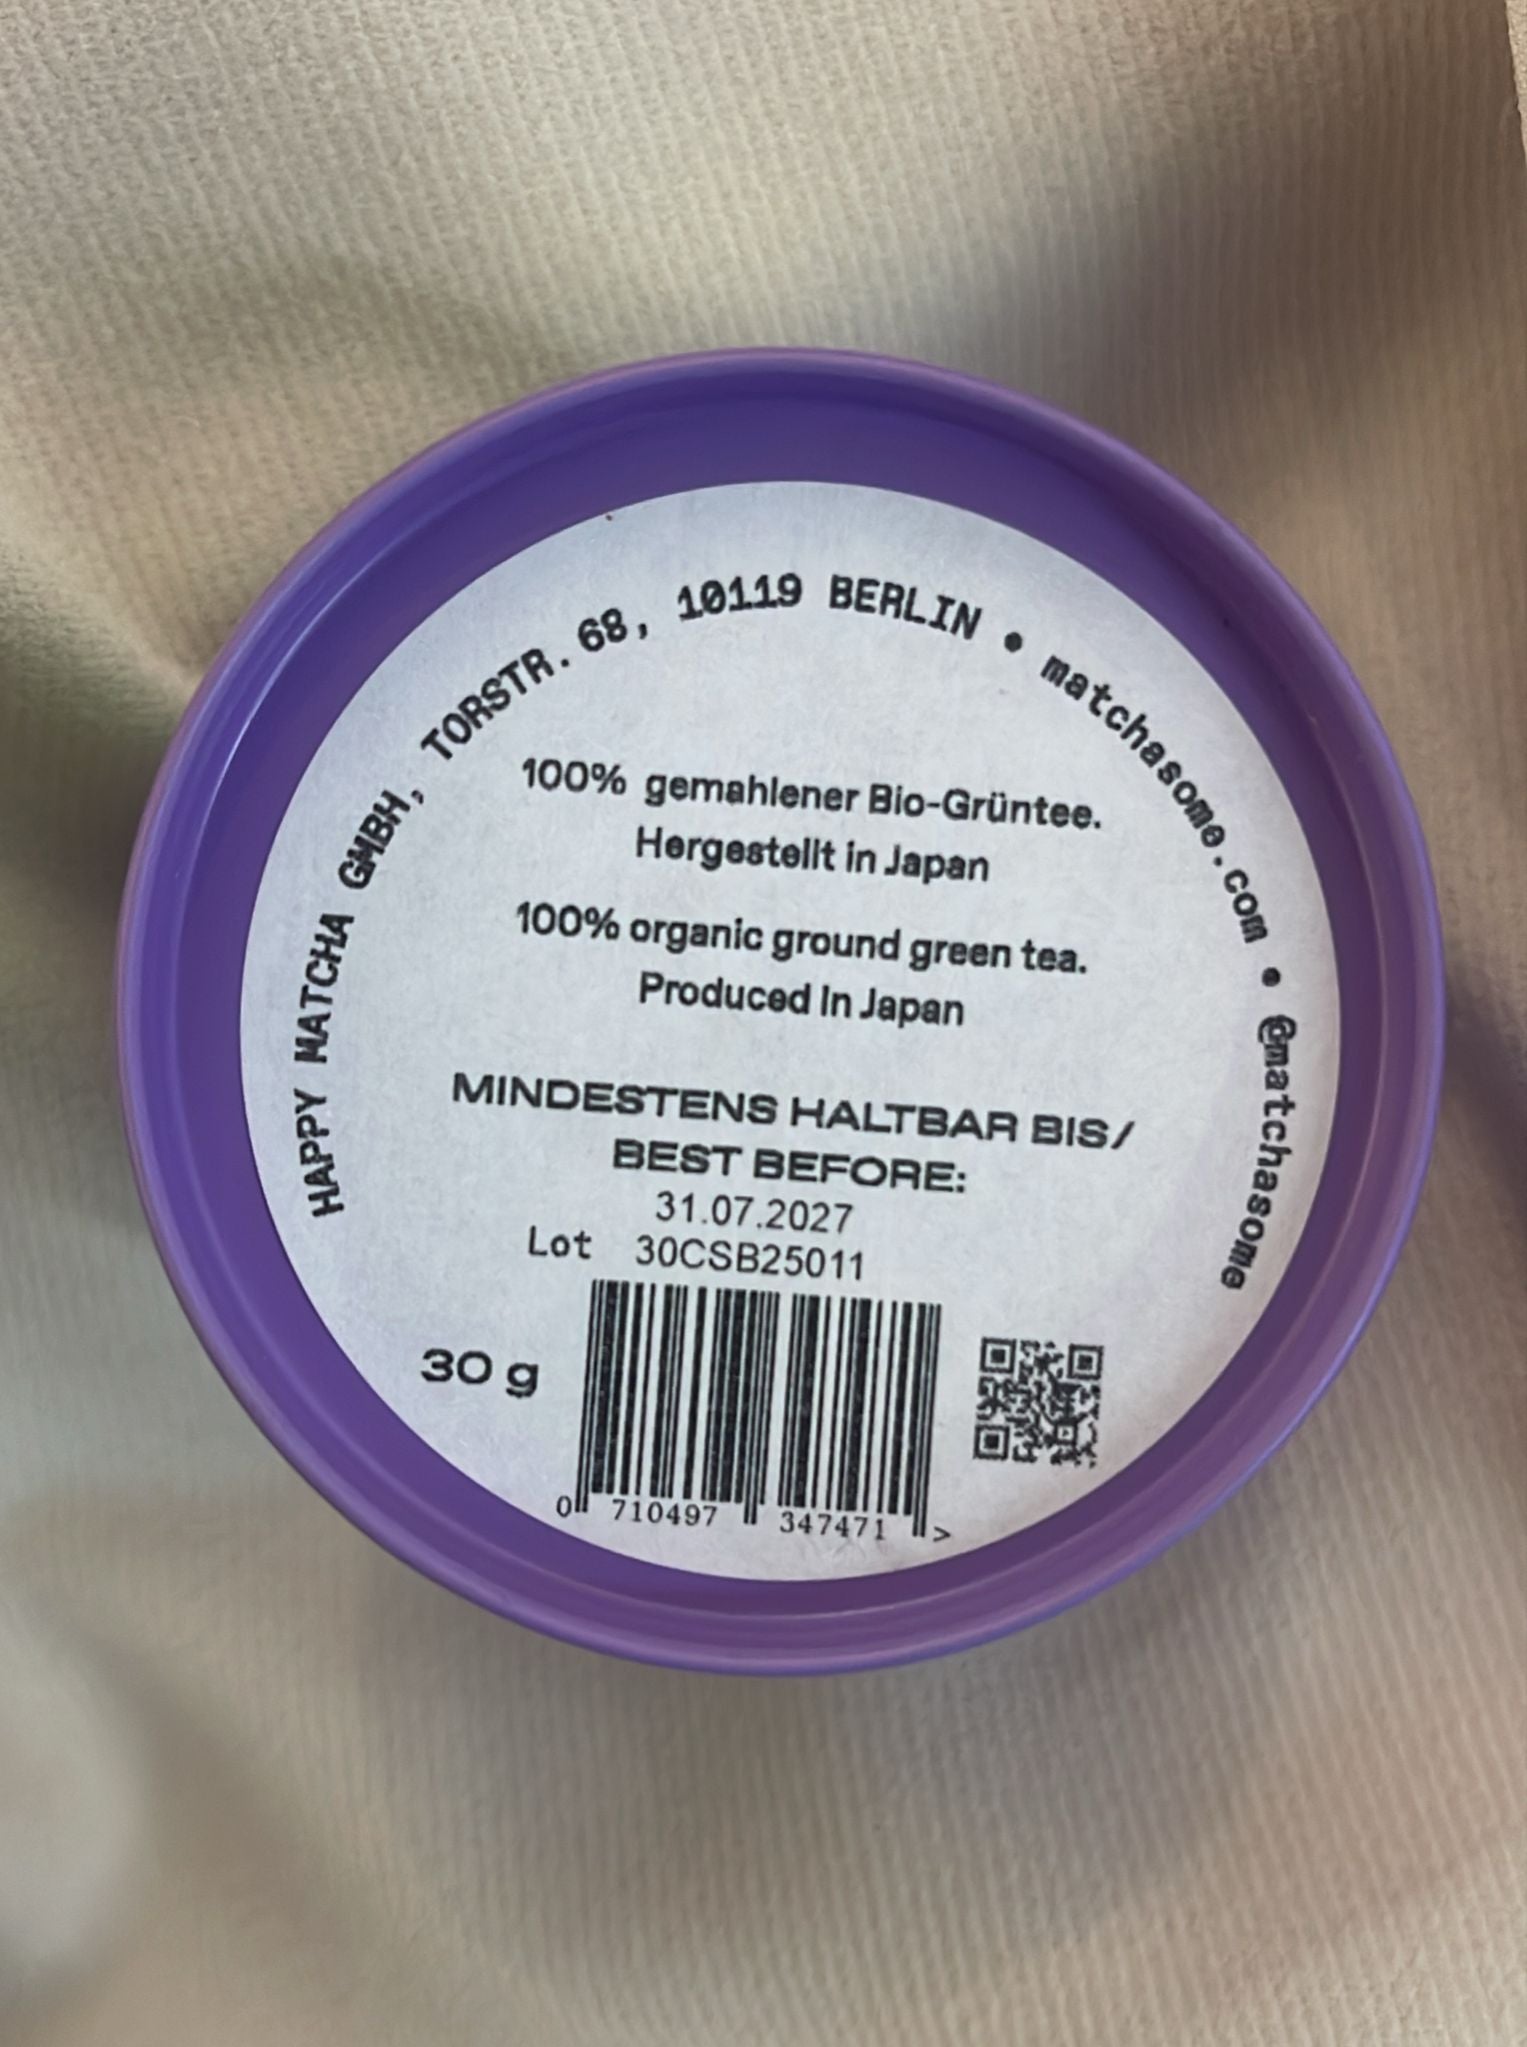 HAPPY MATCHA GMBH, TORSTR. 68, 10119 BERLIN • matchasome.com • @matchasome
100% gemahlener Bio-Grüntee.
Hergestellt in Japan
100% organic ground green tea.
Produced in Japan
MINDESTENS HALTBAR BIS/
BEST BEFORE:
31.07.2027
Lot 30CSB25011
30 g
0 710497 347471 >